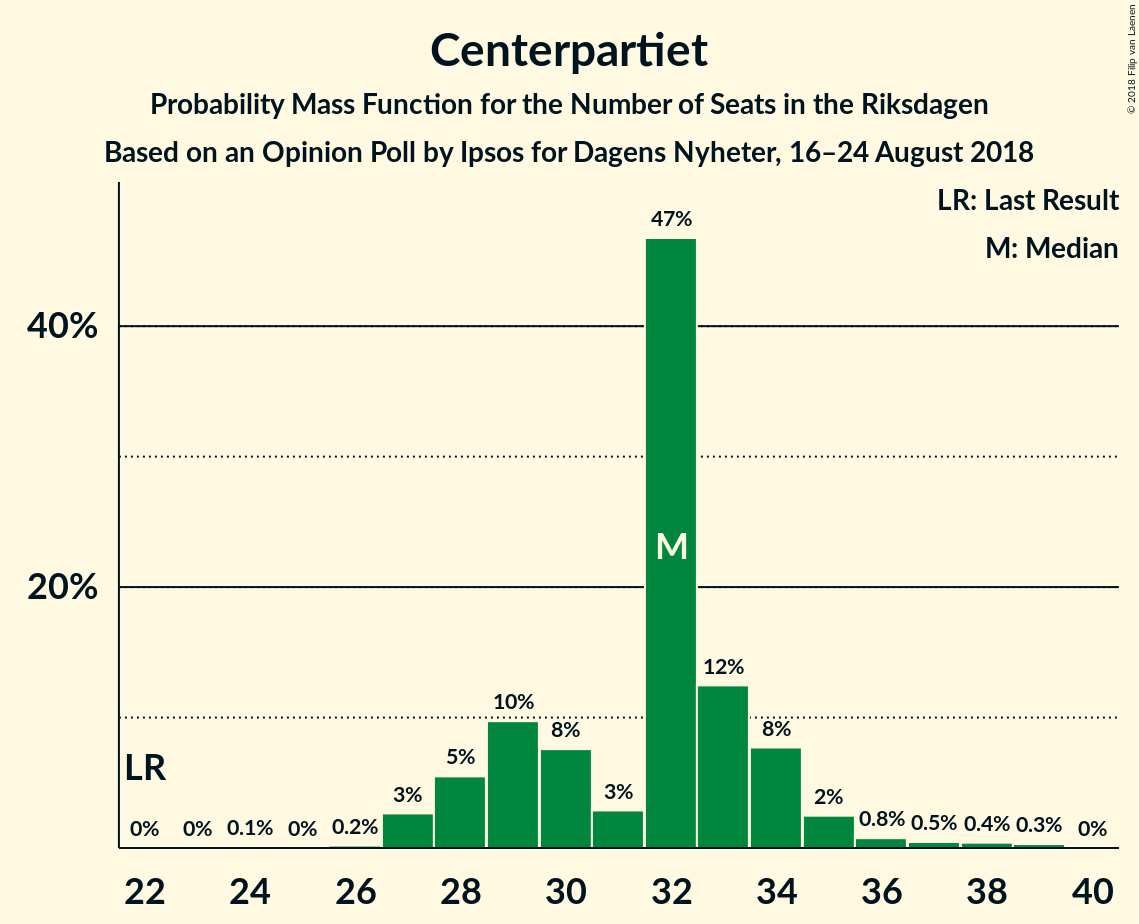 Centerpartiet
Probability Mass Function for the Number of Seats in the Riksdagen
Based on an Opinion Poll by Ipsos for Dagens Nyheter, 16–24 August 2018
© 2018 Filip van Laenen
LR: Last Result
M: Median
40%
20%
LR
M
0%
0%
0.1%
0%
0.2%
3%
5%
10%
8%
3%
47%
12%
8%
2%
0.8%
0.5%
0.4%
0.3%
0%
22 24 26 28 30 32 34 36 38 40